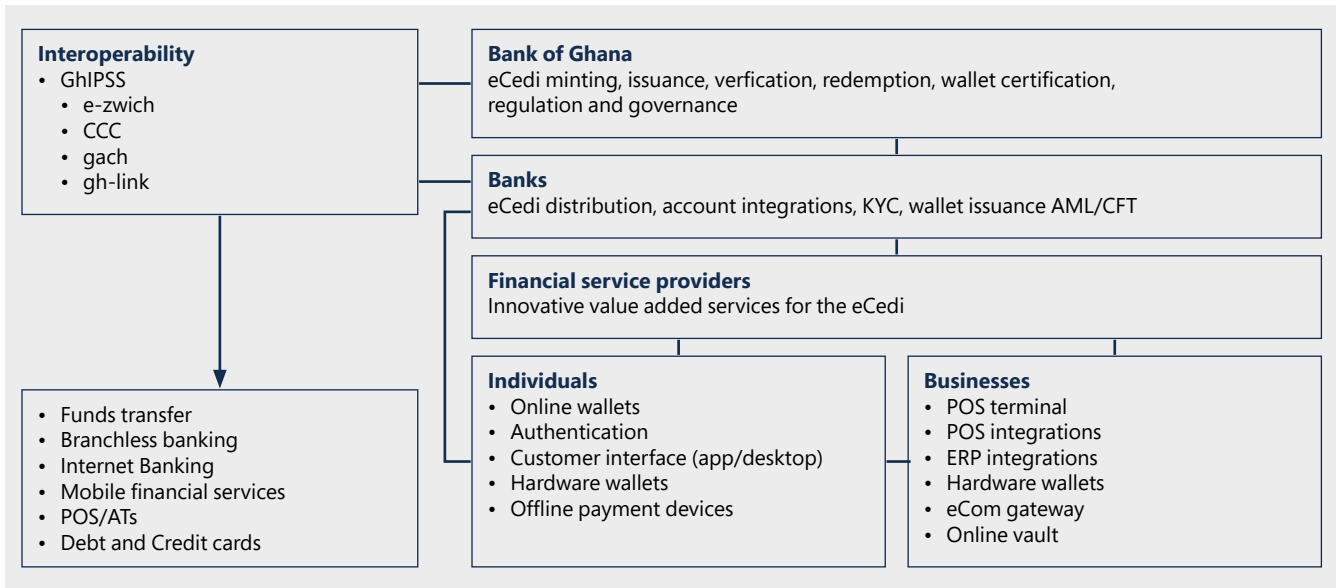 Interoperability
• GhIPSS
• e-zwich
• CCC
• gach
• gh-link
Bank of Ghana
eCedi minting, issuance, verfication, redemption, wallet certification,
regulation and governance
Banks
eCedi distribution, account integrations, KYC, wallet issuance AML/CFT
Financial service providers
Innovative value added services for the eCedi
• Funds transfer
• Branchless banking
• Internet Banking
• Mobile financial services
• POS/ATs
• Debt and Credit cards
Individuals
• Online wallets
• Authentication
• Customer interface (app/desktop)
• Hardware wallets
• Offline payment devices
Businesses
• POS terminal
• POS integrations
• ERP integrations
• Hardware wallets
• eCom gateway
• Online vault